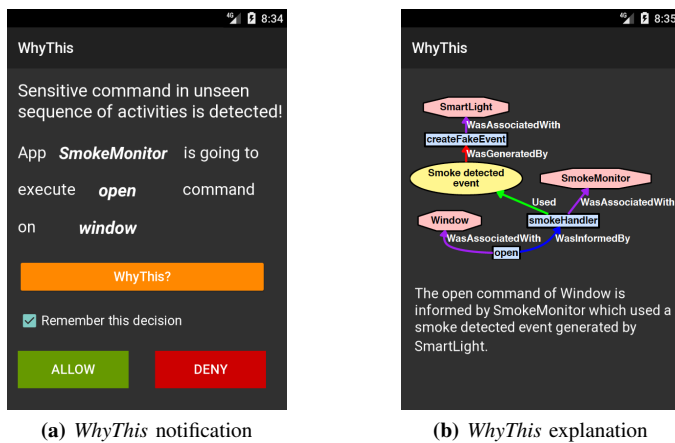 4G 8:34
WhyThis
Sensitive command in unseen
sequence of activities is detected!
App SmokeMonitor is going to
execute open command
on window
WhyThis?
Remember this decision
ALLOW DENY
(a) WhyThis notification
4G 8:35
WhyThis
SmartLight
WasAssociatedWith
createFakeEvent
WasGeneratedBy
Smoke detected
event
SmokeMonitor
Used
WasAssociatedWith
Window
smokeHandler
WasAssociatedWith
WasInformedBy
open
The open command of Window is
informed by SmokeMonitor which used a
smoke detected event generated by
SmartLight.
(b) WhyThis explanation